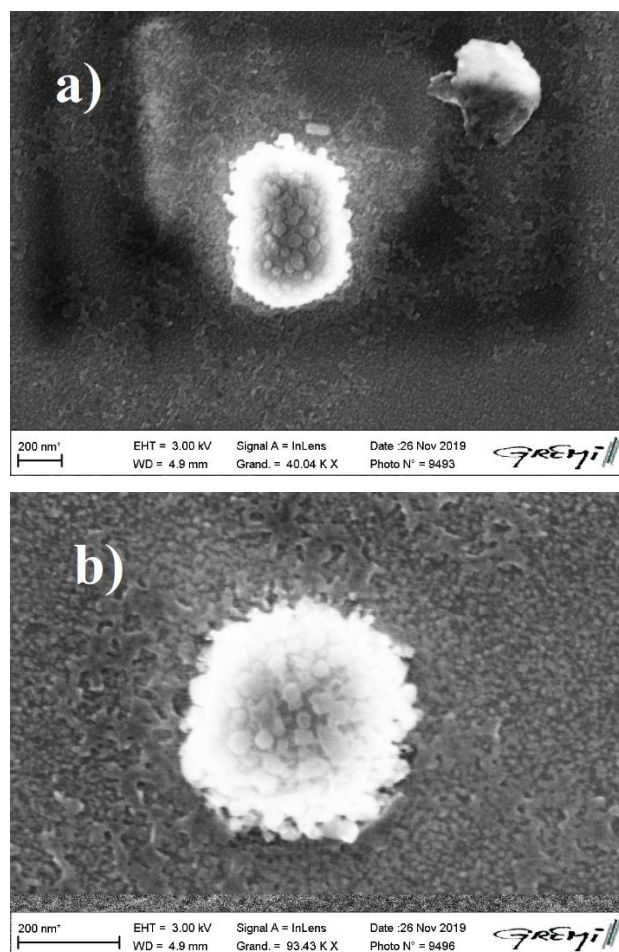 a)
200 nm*
EHT = 3.00 kV Signal A = InLens Date :26 Nov 2019
WD = 4.9 mm Grand. = 40.04 K X Photo N° = 9493
GREMI
b)
200 nm*
EHT = 3.00 kV Signal A = InLens Date :26 Nov 2019
WD = 4.9 mm Grand. = 93.43 K X Photo N° = 9496
GREMI